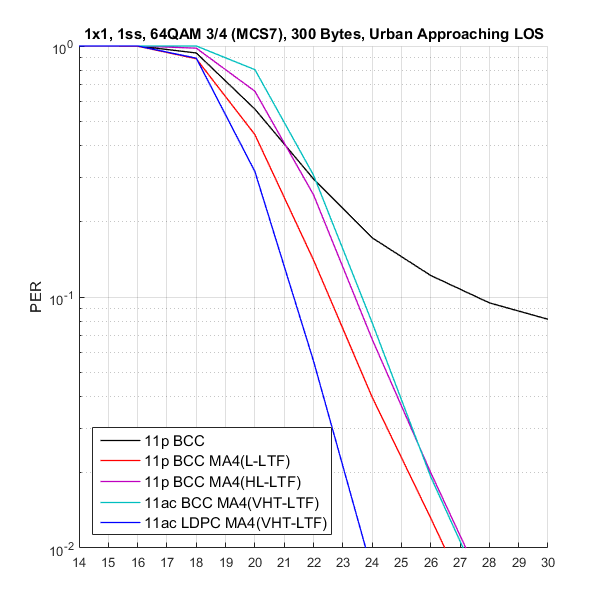 1x1, 1ss, 64QAM 3/4 (MCS7), 300 Bytes, Urban Approaching LOS
10⁰
10⁻¹
10⁻²
PER
11p BCC
11p BCC MA4(L-LTF)
11p BCC MA4(HL-LTF)
11ac BCC MA4(VHT-LTF)
11ac LDPC MA4(VHT-LTF)
14 15 16 17 18 19 20 21 22 23 24 25 26 27 28 29 30